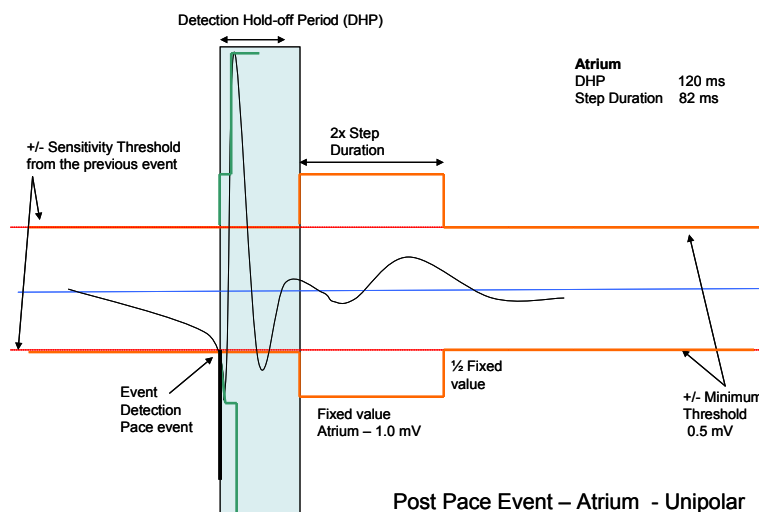 Detection Hold-off Period (DHP)
Atrium
DHP 120 ms
Step Duration 82 ms
+/- Sensitivity Threshold
from the previous event
2x Step
Duration
Event
Detection
Pace event
Fixed value
Atrium – 1.0 mV
½ Fixed
value
+/- Minimum
Threshold
0.5 mV
Post Pace Event – Atrium - Unipolar